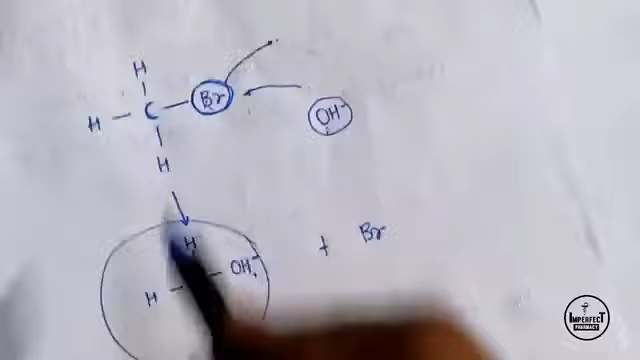 H
H - C - Br
OH⁻
H
H
OH⁻
+ Br
H -
IMPERFECT
PHARMACY